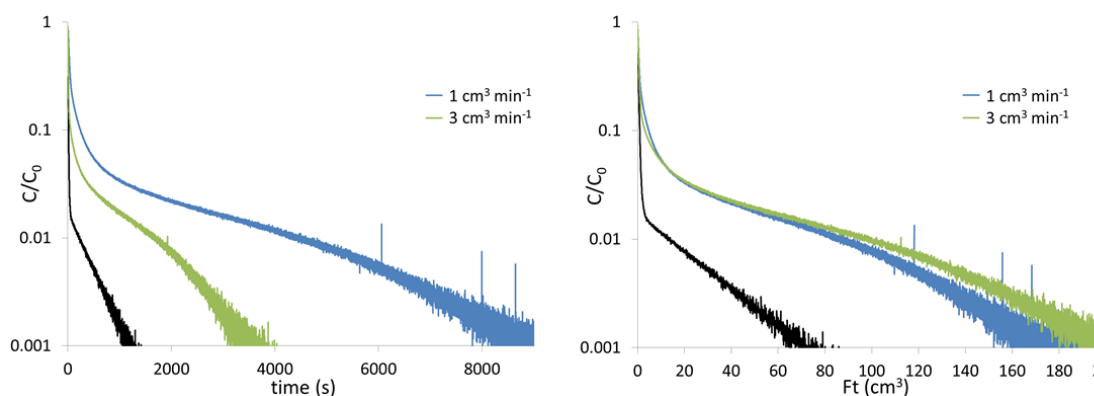 1
0.1
C/C0
0.01
0.001
0 2000 4000 6000 8000
time (s)
1 cm³ min⁻¹
3 cm³ min⁻¹
1
0.1
C/C0
0.01
0.001
0 20 40 60 80 100 120 140 160 180
Ft (cm³)
1 cm³ min⁻¹
3 cm³ min⁻¹